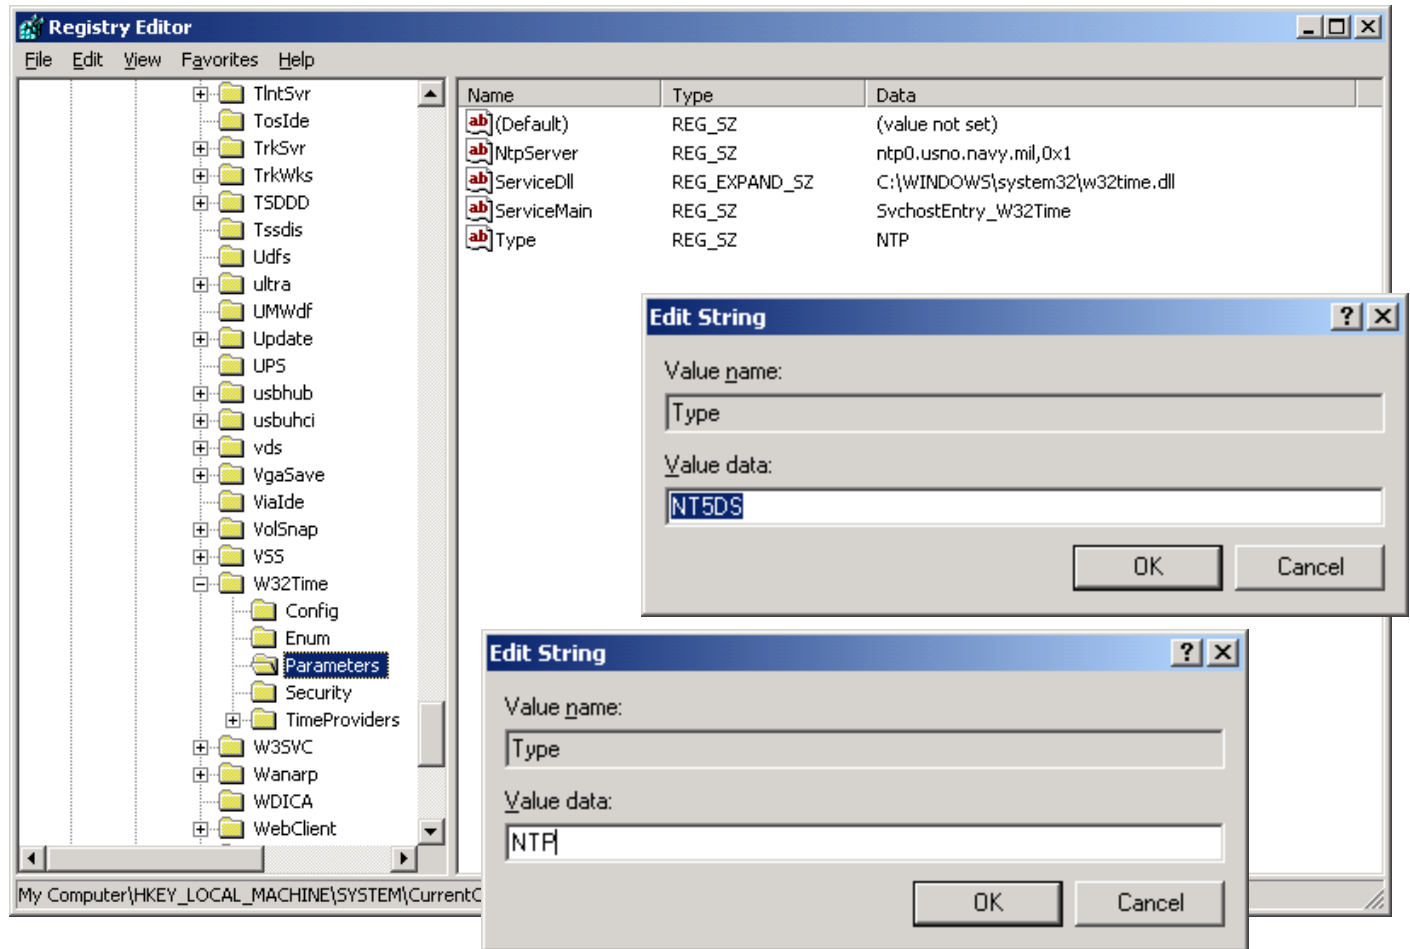 Registry Editor
File Edit View Favorites Help
TlntSvr
TosIde
TrkSvr
TrkWks
TSDDD
Tssdis
Udfs
ultra
UMWdf
Update
UPS
usbhub
usbuhci
vds
VgaSave
ViaIde
VolSnap
VSS
W32Time
Config
Enum
Parameters
Security
TimeProviders
W3SVC
Wanarp
WDICA
WebClient
Name Type Data
(Default) REG_SZ (value not set)
NtpServer REG_SZ ntp0.usno.navy.mil,0x1
ServiceDll REG_EXPAND_SZ C:\WINDOWS\system32\w32time.dll
ServiceMain REG_SZ SvchostEntry_W32Time
Type REG_SZ NTP
Edit String
Value name:
Type
Value data:
NT5DS
OK Cancel
Edit String
Value name:
Type
Value data:
NTP
OK Cancel
My Computer\HKEY_LOCAL_MACHINE\SYSTEM\CurrentC